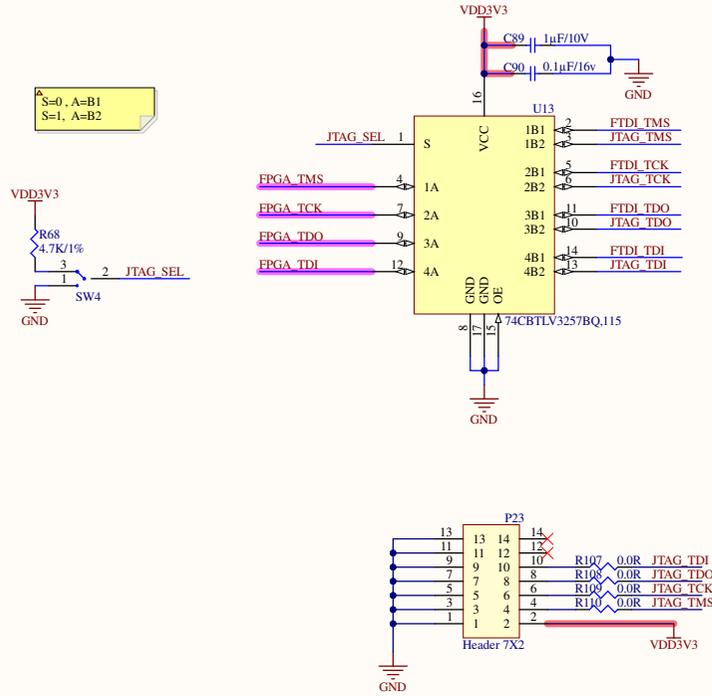 VDD3V3
C89 1µF/10V
C90 0.1µF/16v
GND
16
U13
S=0 , A=B1
S=1, A=B2
JTAG_SEL 1 S
VCC
1B1 2 FTDI_TMS
1B2 3 JTAG_TMS
FPGA_TMS 4 1A
2B1 5 FTDI_TCK
2B2 6 JTAG_TCK
FPGA_TCK 7 2A
3B1 11 FTDI_TDO
3B2 10 JTAG_TDO
FPGA_TDO 9 3A
4B1 14 FTDI_TDI
4B2 13 JTAG_TDI
FPGA_TDI 12 4A
GND GND OE
8 17 15
74CBTLV3257BQ,115
GND
VDD3V3
R68
4.7K/1%
3
2 JTAG_SEL
1
SW4
GND
P23
13 13 14 14
11 11 12 12
9 9 10 10 R107 0.0R JTAG_TDI
7 7 8 8 R108 0.0R JTAG_TDO
5 5 6 6 R109 0.0R JTAG_TCK
3 3 4 4 R110 0.0R JTAG_TMS
1 1 2 2
VDD3V3
Header 7X2
GND